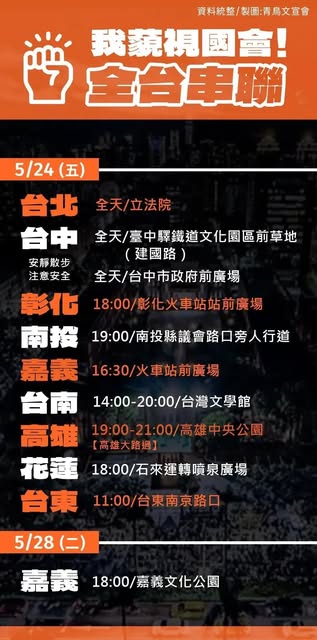 資料統整/製圖:青鳥文宣會
我藐視國會!
全台串聯
5/24 (五)
台北 全天/立法院
台中 全天/臺中驛鐵道文化園區前草地
(建國路)
安靜散步
注意安全
全天/台中市政府前廣場
彰化 18:00/彰化火車站站前廣場
南投 19:00/南投縣議會路口旁人行道
嘉義 16:30/火車站前廣場
台南 14:00-20:00/台灣文學館
高雄 19:00-21:00/高雄中央公園
【高雄大路過】
花蓮 18:00/石來運轉噴泉廣場
台東 11:00/台東南京路口
5/28 (二)
嘉義 18:00/嘉義文化公園